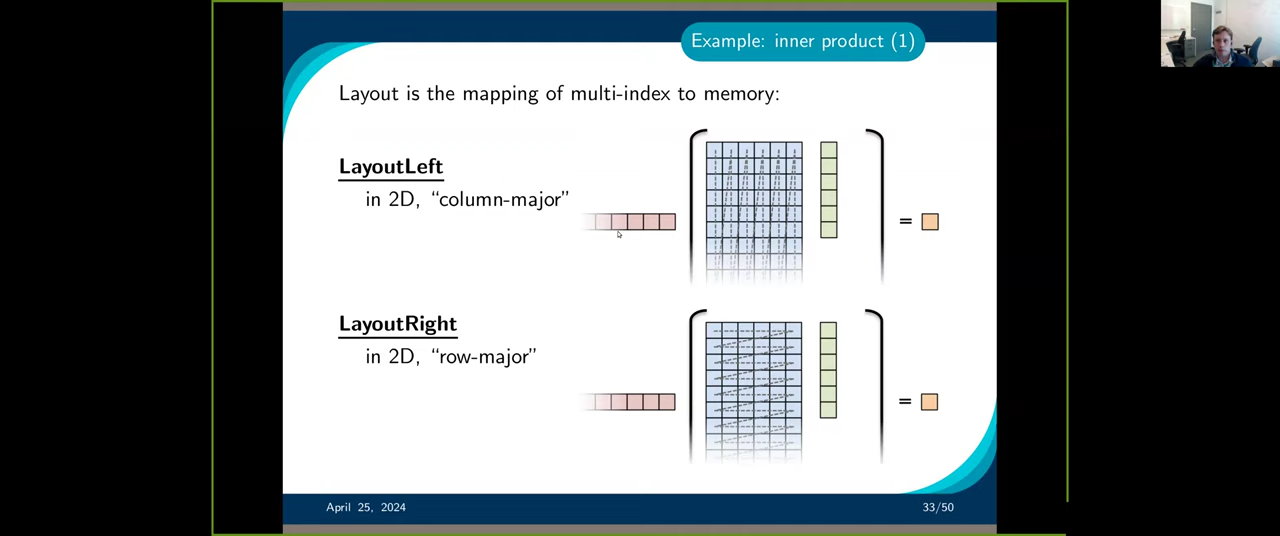 Example: inner product (1)
Layout is the mapping of multi-index to memory:
LayoutLeft
in 2D, “column-major”
=
LayoutRight
in 2D, “row-major”
=
April 25, 2024
33/50